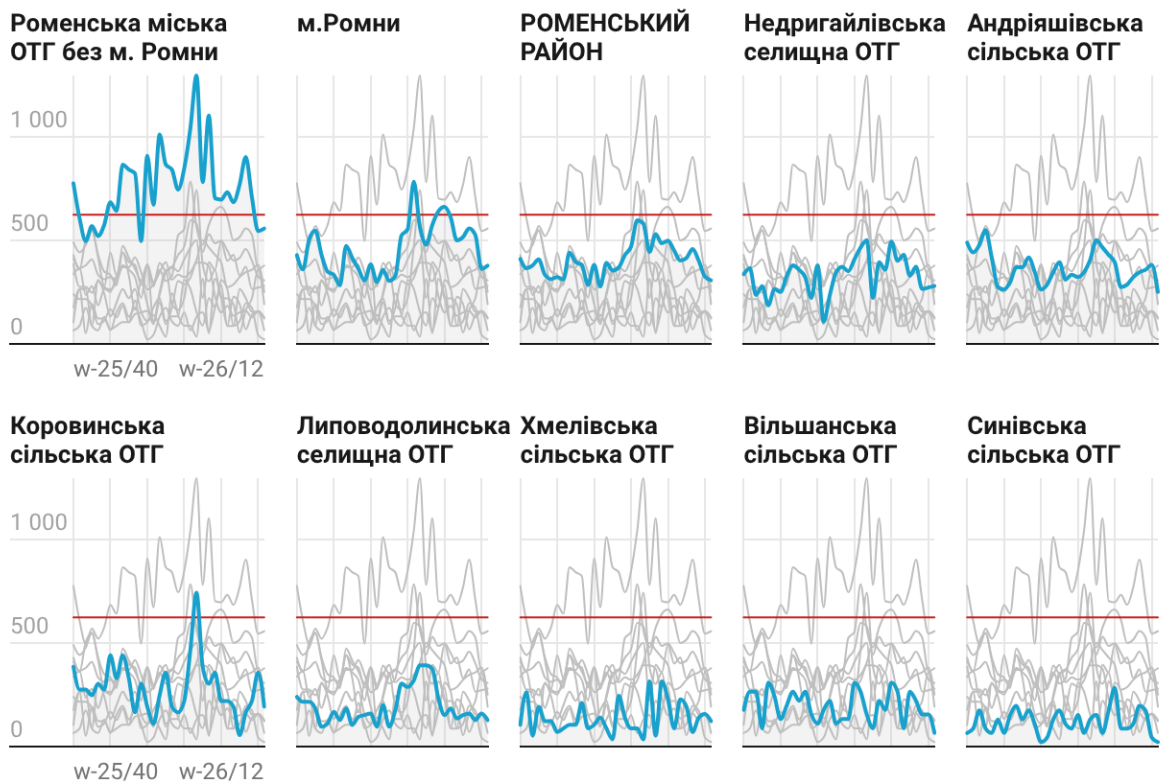 Роменська міська
ОТГ без м. Ромни
м.Ромни
РОМЕНСЬКИЙ
РАЙОН
Недригайлівська
селищна ОТГ
Андріяшівська
сільська ОТГ
1 000
500
0
w-25/40 w-26/12
Коровинська
сільська ОТГ
Липоводолинська
селищна ОТГ
Хмелівська
сільська ОТГ
Вільшанська
сільська ОТГ
Синівська
сільська ОТГ
1 000
500
0
w-25/40 w-26/12